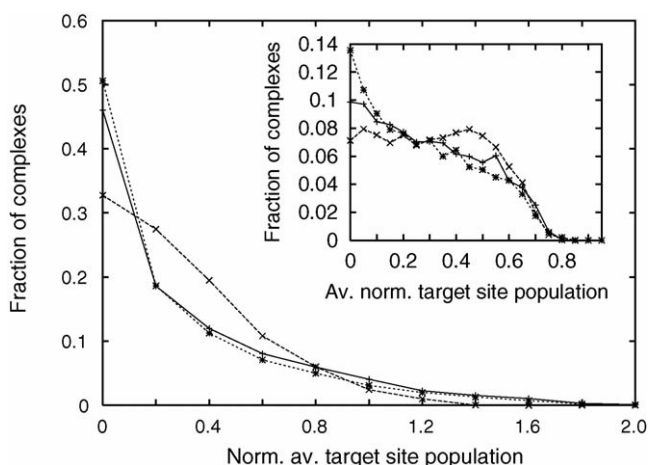 0.6
0.5
0.4
0.3
0.2
0.1
0
Fraction of complexes
0 0.4 0.8 1.2 1.6 2.0
Norm. av. target site population
0.14
0.12
0.1
0.08
0.06
0.04
0.02
0
Fraction of complexes
0 0.2 0.4 0.6 0.8
Av. norm. target site population